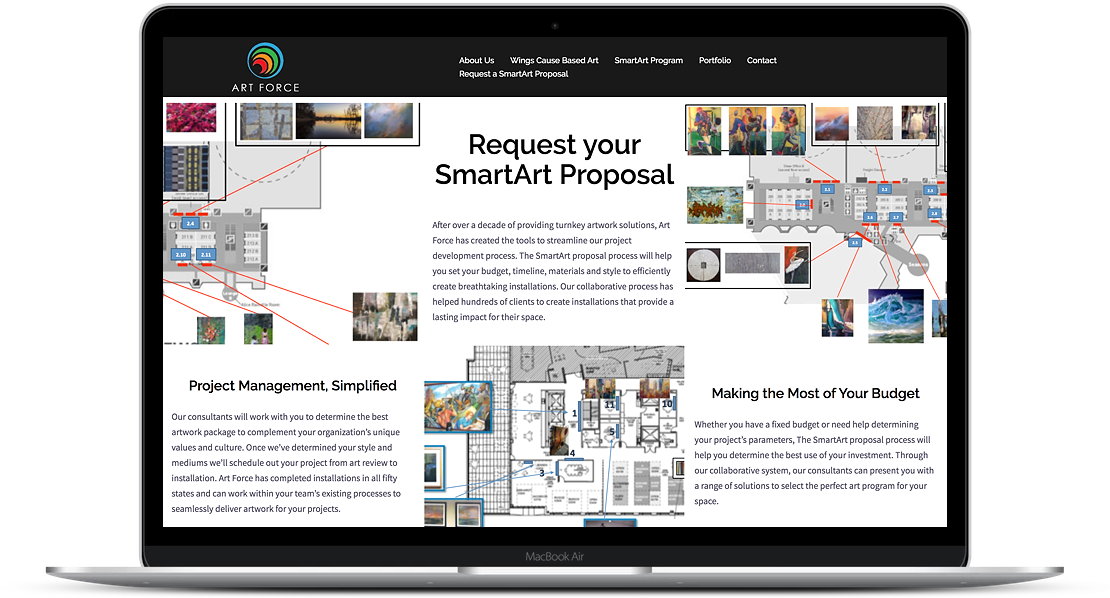 ART FORCE
About Us
Wings Cause Based Art
SmartArt Program
Portfolio
Contact
Request a SmartArt Proposal
Request your
SmartArt Proposal
After over a decade of providing turnkey artwork solutions, Art
Force has created the tools to streamline our project
development process. The SmartArt proposal process will help
you set your budget, timeline, materials and style to efficiently
create breathtaking installations. Our collaborative process has
helped hundreds of clients to create installations that provide a
lasting impact for their space.
2.4
2.10
2.11
2.1
2.2
2.3
Project Management, Simplified
Our consultants will work with you to determine the best
artwork package to complement your organization's unique
values and culture. Once we've determined your style and
mediums we'll schedule out your project from art review to
installation. Art Force has completed installations in all fifty
states and can work within your team's existing processes to
seamlessly deliver artwork for your projects.
1
11
10
5
4
3
Making the Most of Your Budget
Whether you have a fixed budget or need help determining
your project's parameters, The SmartArt proposal process will
help you determine the best use of your investment. Through
our collaborative system, our consultants can present you with
a range of solutions to select the perfect art program for your
space.
MacBook Air